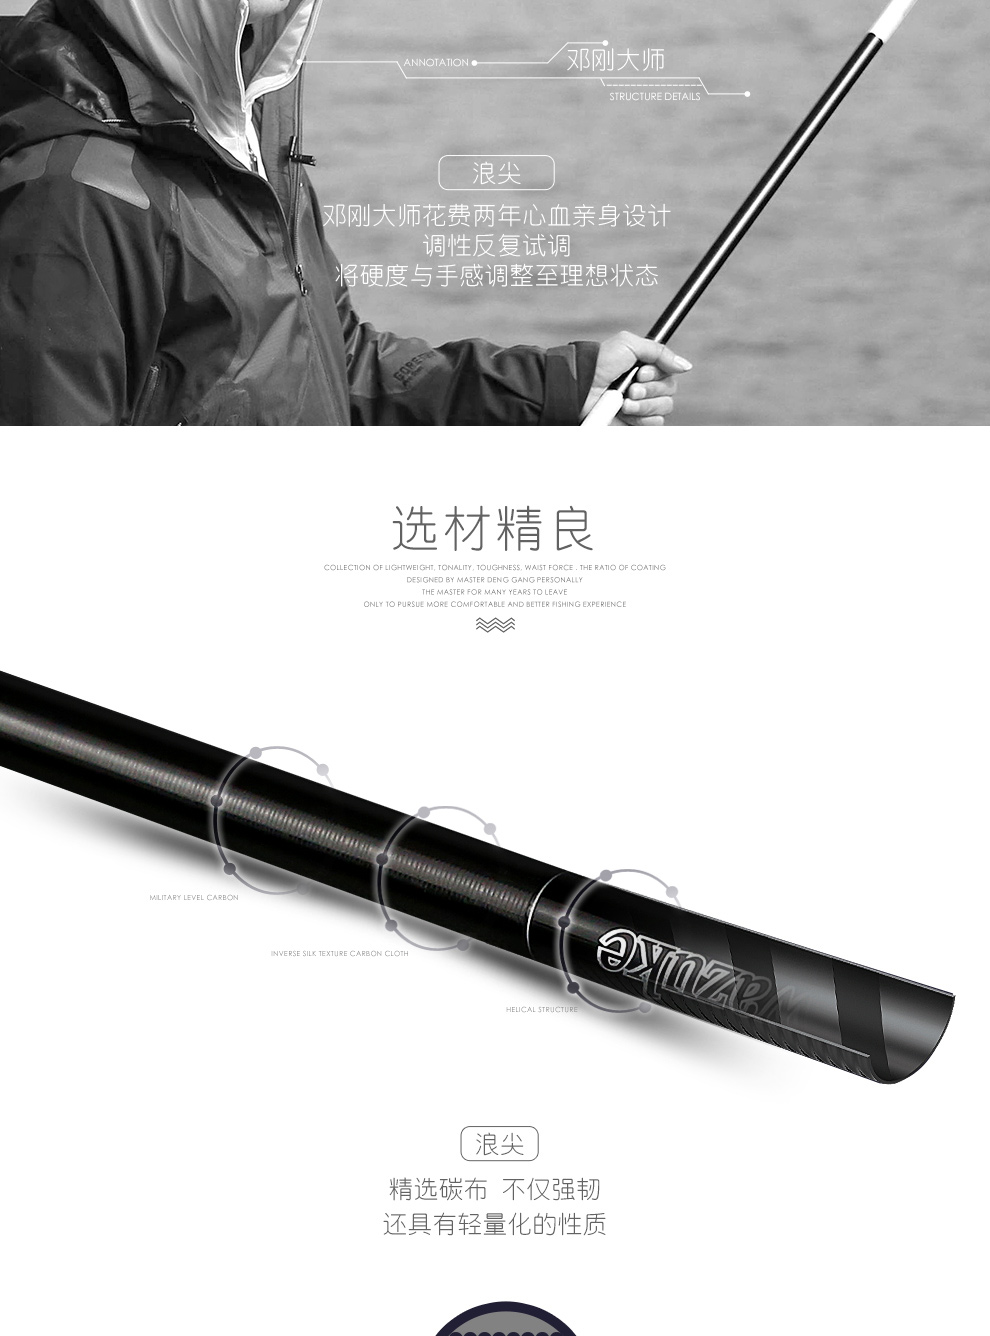 ANNOTATION
邓刚大师
STRUCTURE DETAILS
浪尖
邓刚大师花费两年心血亲身设计
调性反复试调
将硬度与手感调整至理想状态
GORE-TEX
选材精良
COLLECTION OF LIGHTWEIGHT, TONALITY, TOUGHNESS, WAIST FORCE . THE RATIO OF COATING
DESIGNED BY MASTER DENG GANG PERSONALLY
THE MASTER FOR MANY YEARS TO LEAVE
ONLY TO PURSUE MORE COMFORTABLE AND BETTER FISHING EXPERIENCE
MILITARY LEVEL CARBON
INVERSE SILK TEXTURE CARBON CLOTH
HELICAL STRUCTURE
浪尖
精选碳布 不仅强韧
还具有轻量化的性质